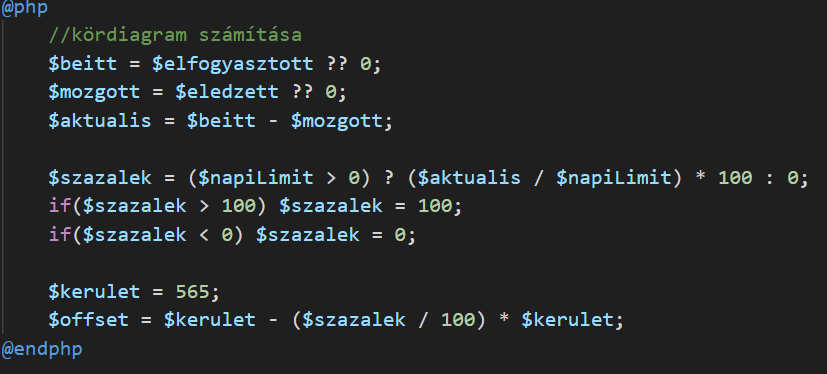 @php
//kördiagram számítása
$beitt = $elfogyasztott ?? 0;
$mozgott = $eledzett ?? 0;
$aktualis = $beitt - $mozgott;
$szazalek = ($napiLimit > 0) ? ($aktualis / $napiLimit) * 100 : 0;
if($szazalek > 100) $szazalek = 100;
if($szazalek < 0) $szazalek = 0;
$kerulet = 565;
$offset = $kerulet - ($szazalek / 100) * $kerulet;
@endphp